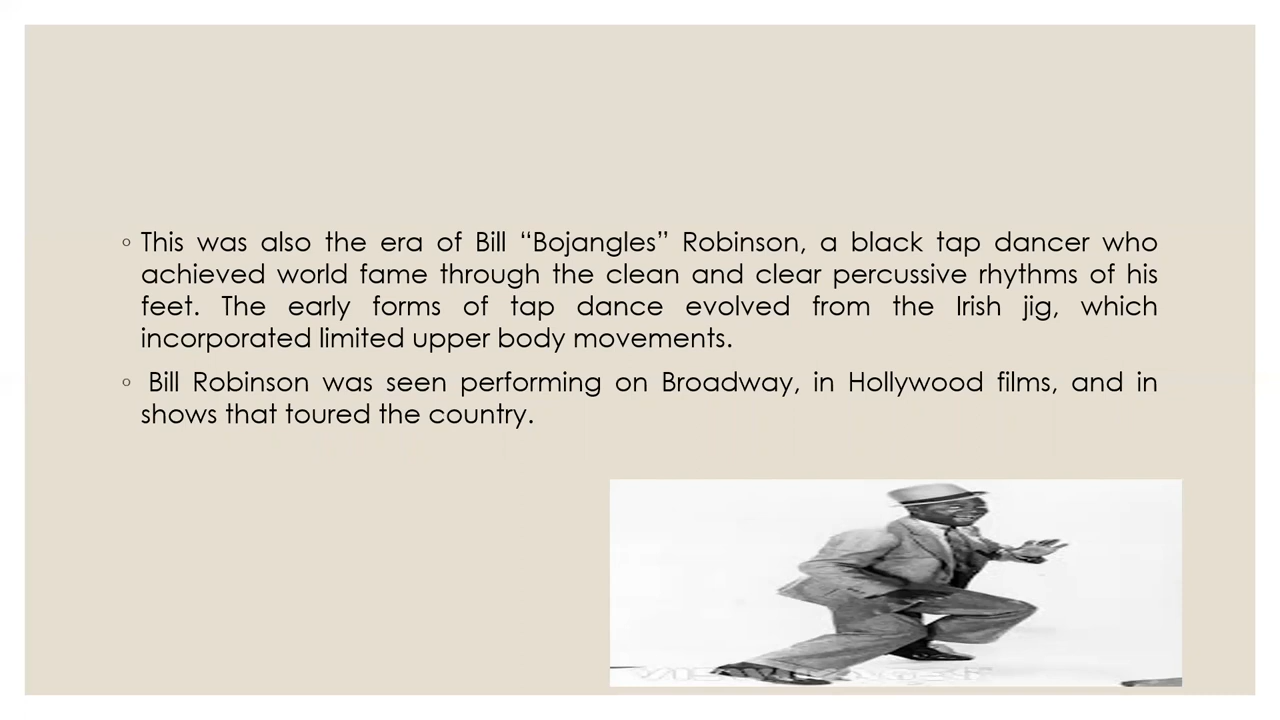 ◦ This was also the era of Bill “Bojangles” Robinson, a black tap dancer who
achieved world fame through the clean and clear percussive rhythms of his
feet. The early forms of tap dance evolved from the Irish jig, which
incorporated limited upper body movements.
◦ Bill Robinson was seen performing on Broadway, in Hollywood films, and in
shows that toured the country.